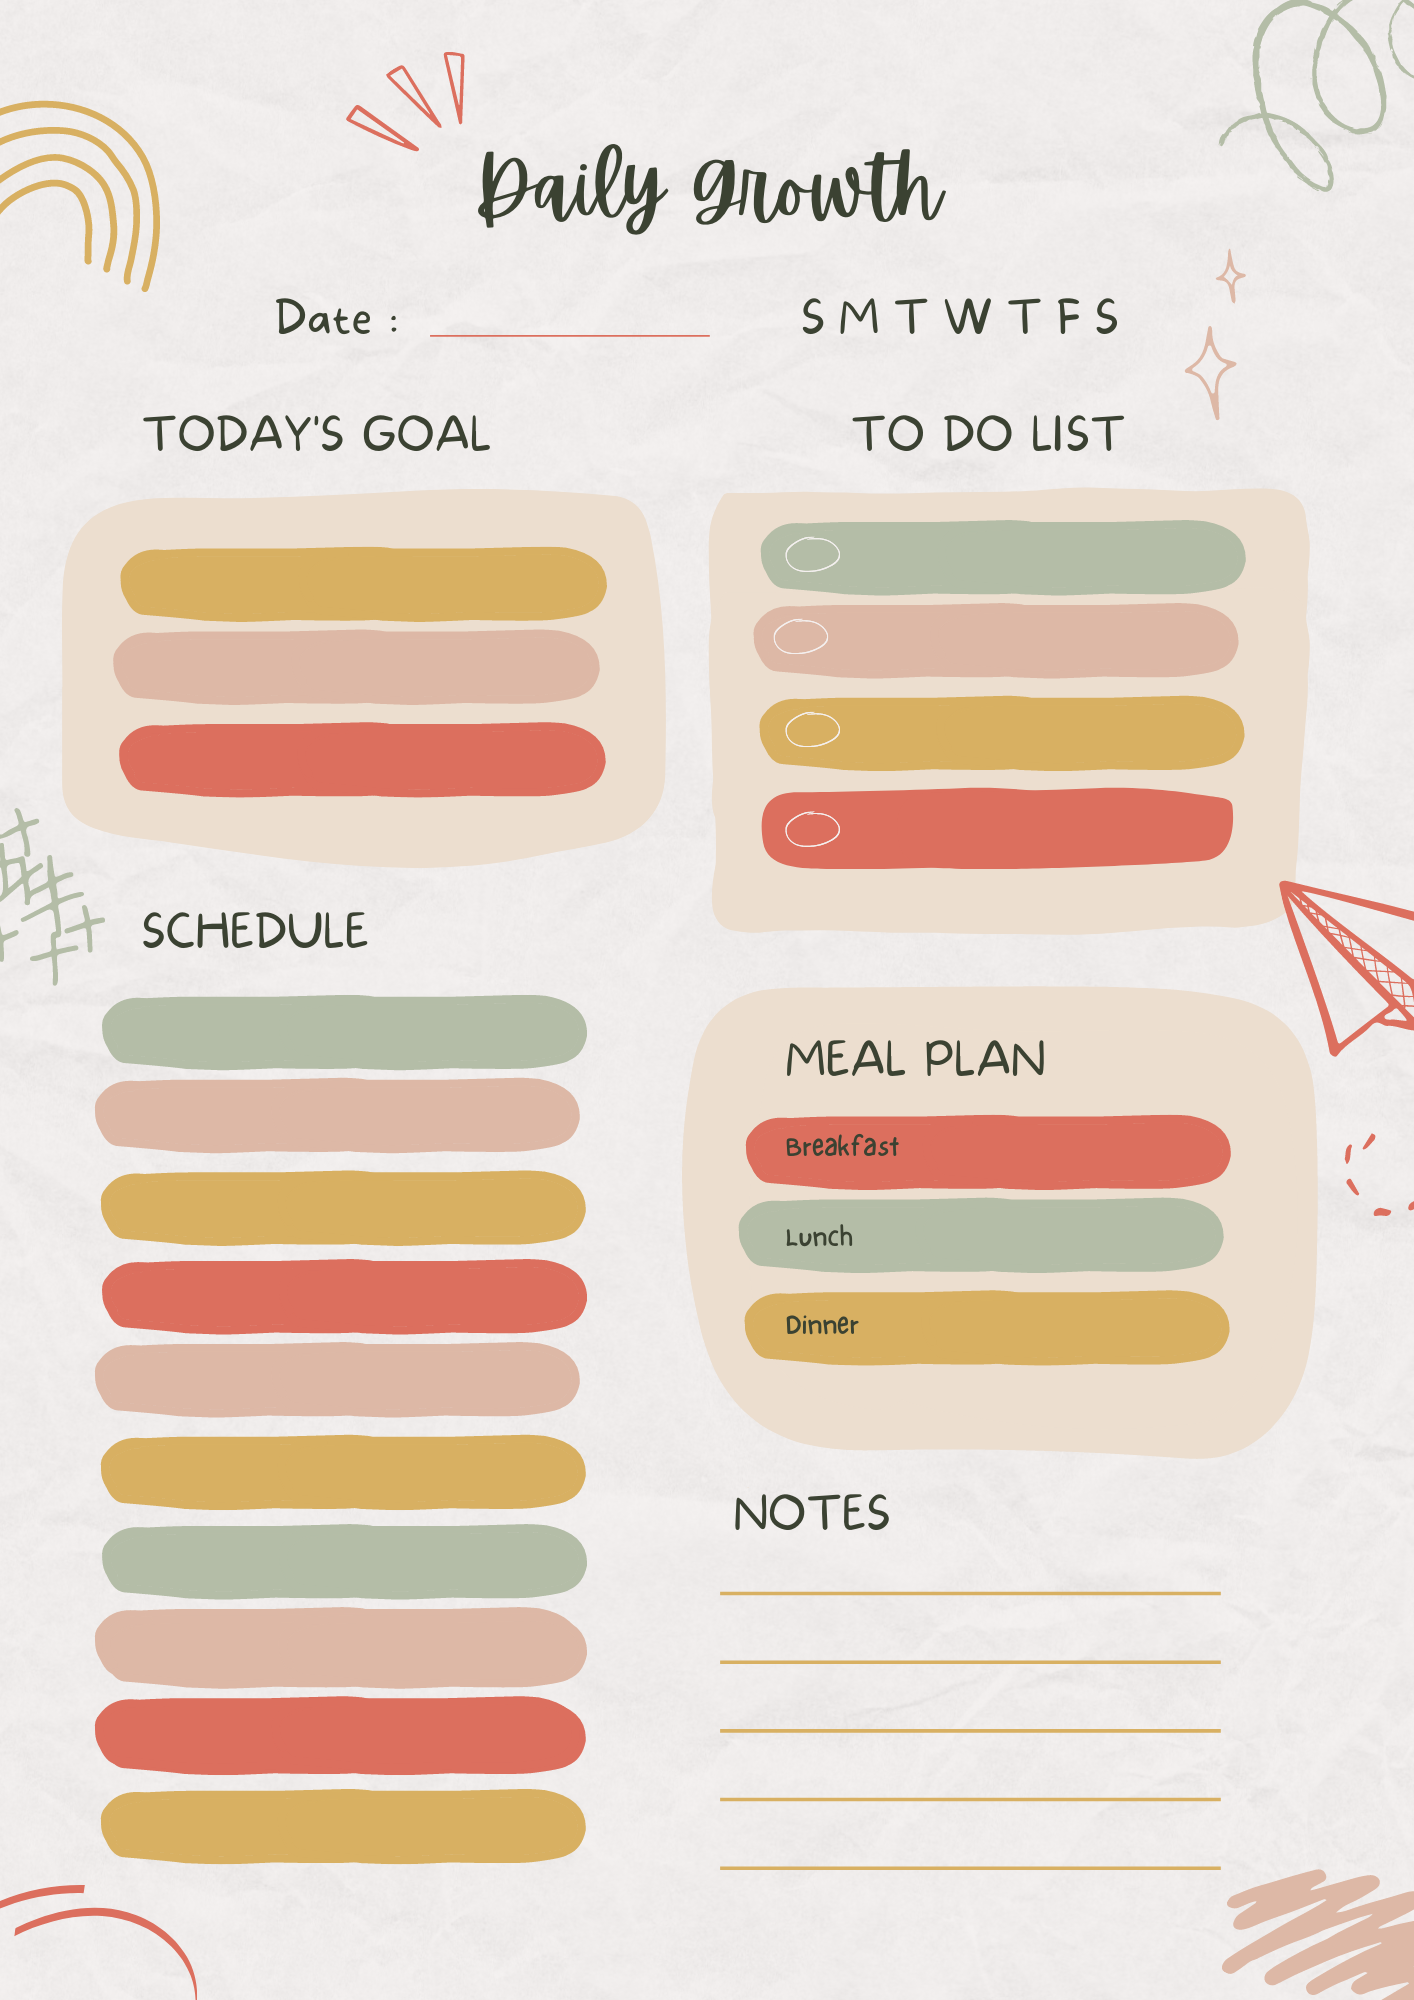 Daily Growth
Date :
S M T W T F S
TODAY'S GOAL
TO DO LIST
SCHEDULE
MEAL PLAN
Breakfast
Lunch
Dinner
NOTES